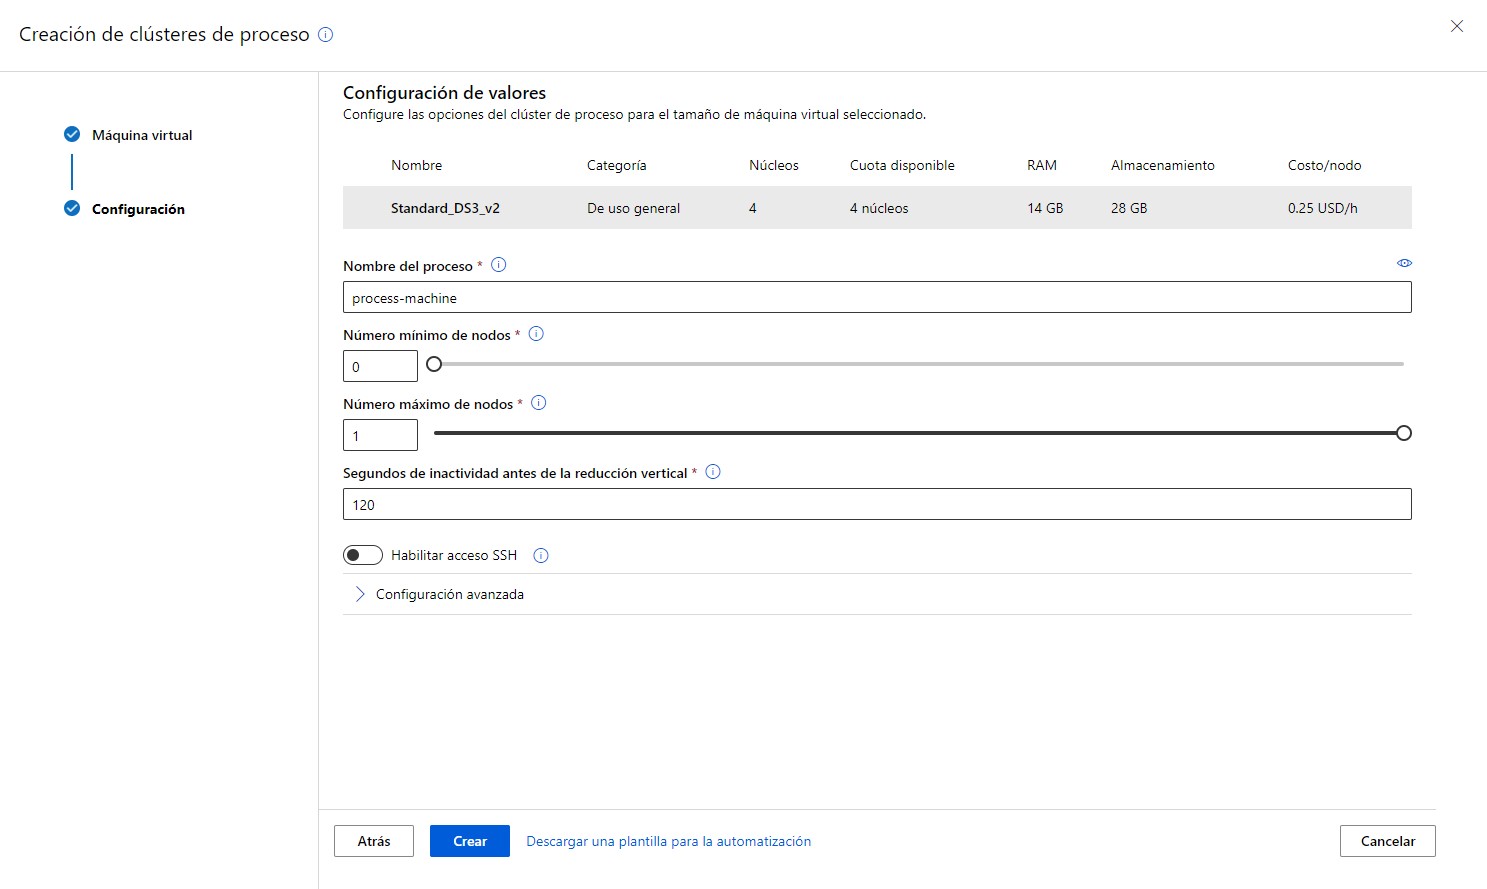 Creación de clústeres de proceso
Máquina virtual
Configuración
Configuración de valores
Configure las opciones del clúster de proceso para el tamaño de máquina virtual seleccionado.
Nombre Categoría Núcleos Cuota disponible RAM Almacenamiento Costo/nodo
Standard_DS3_v2 De uso general 4 4 núcleos 14 GB 28 GB 0.25 USD/h
Nombre del proceso *
process-machine
Número mínimo de nodos *
0
Número máximo de nodos *
1
Segundos de inactividad antes de la reducción vertical *
120
Habilitar acceso SSH
Configuración avanzada
Atrás Crear Descargar una plantilla para la automatización Cancelar